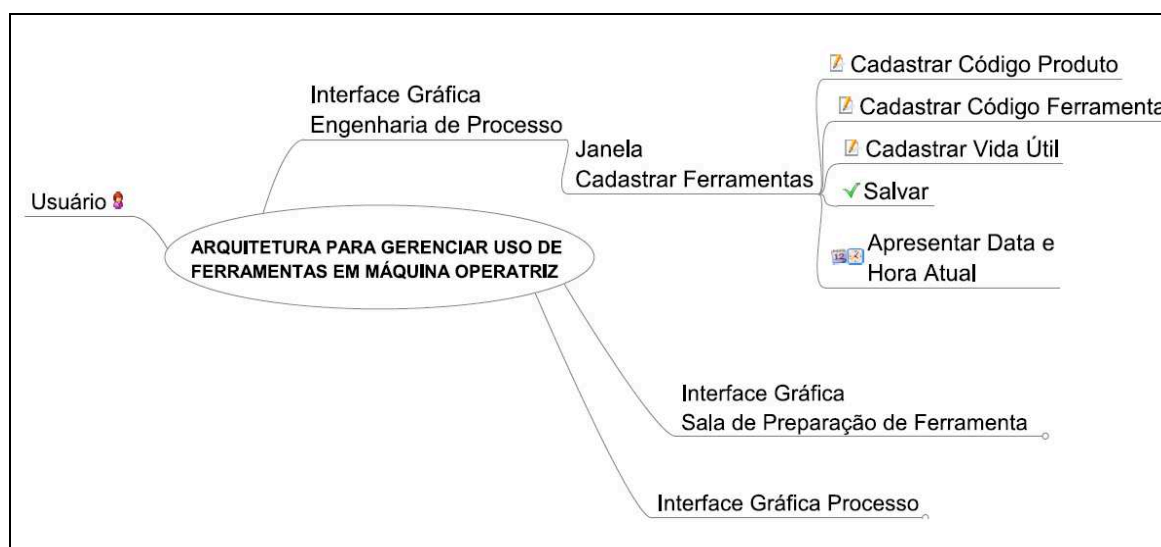 Usuário
ARQUITETURA PARA GERENCIAR USO DE
FERRAMENTAS EM MÁQUINA OPERATRIZ
Interface Gráfica
Engenharia de Processo
Janela
Cadastrar Ferramentas
Cadastrar Código Produto
Cadastrar Código Ferramenta
Cadastrar Vida Útil
Salvar
Apresentar Data e
Hora Atual
Interface Gráfica
Sala de Preparação de Ferramenta
Interface Gráfica Processo